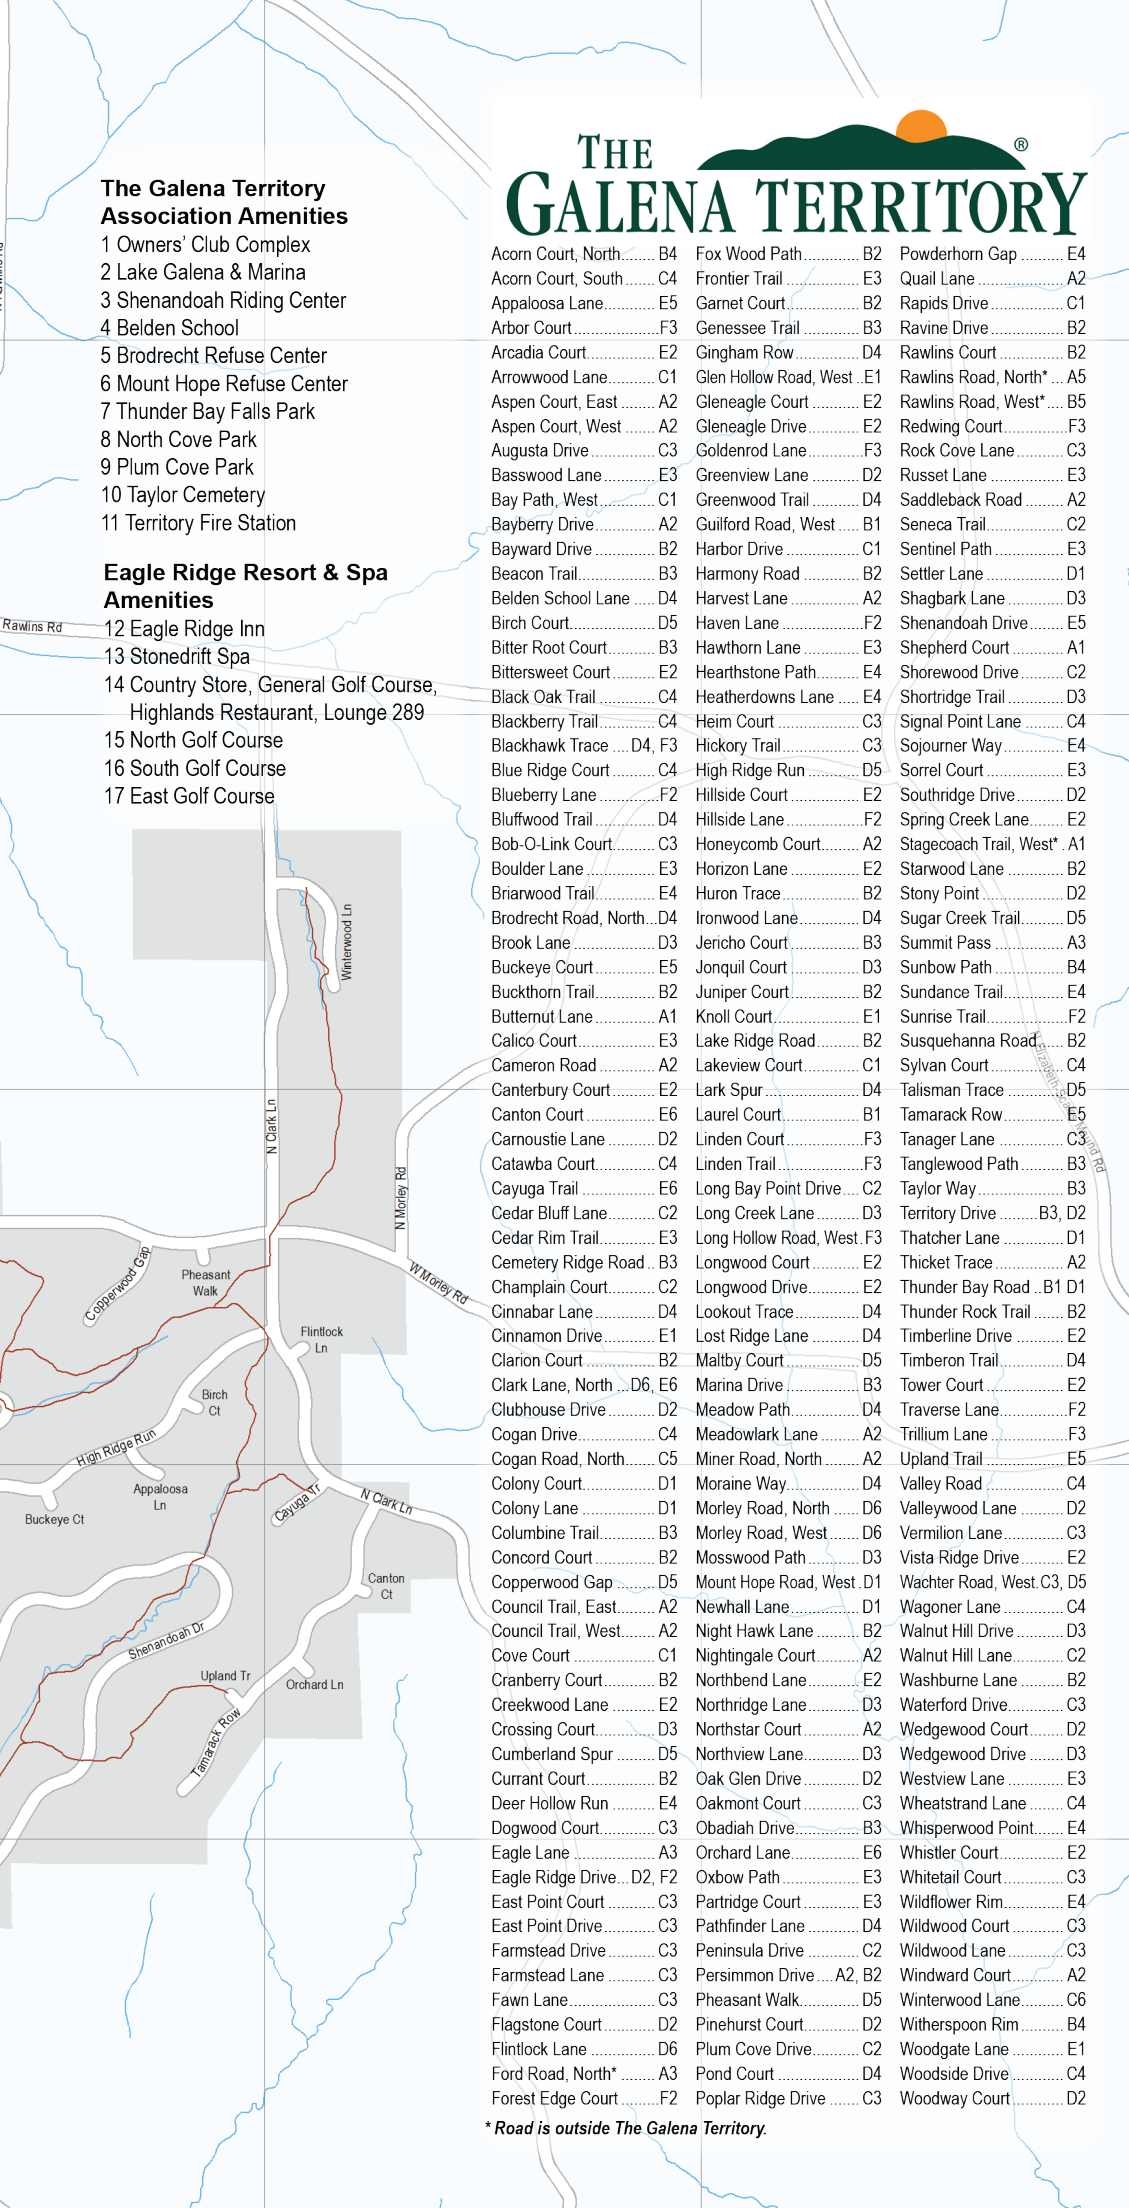 THE ®
GALENA TERRITORY
The Galena Territory
Association Amenities
1 Owners’ Club Complex
2 Lake Galena & Marina
3 Shenandoah Riding Center
4 Belden School
5 Brodrecht Refuse Center
6 Mount Hope Refuse Center
7 Thunder Bay Falls Park
8 North Cove Park
9 Plum Cove Park
10 Taylor Cemetery
11 Territory Fire Station
Eagle Ridge Resort & Spa
Amenities
12 Eagle Ridge Inn
13 Stonedrift Spa
14 Country Store, General Golf Course,
Highlands Restaurant, Lounge 289
15 North Golf Course
16 South Golf Course
17 East Golf Course
Rawlins Rd
Winterwood Ln
N Clark Ln
N Morley Rd
W Morley Rd
Copperwood Gap
Pheasant
Walk
Flintlock
Ln
Birch
Ct
High Ridge Run
Appaloosa
Ln
Buckeye Ct
Cayuga Tr
N Clark Ln
Canton
Ct
Shenandoah Dr
Upland Tr
Orchard Ln
Tamarack Row
N Elizabeth-Scales Mound Rd
Acorn Court, North....... B4
Acorn Court, South....... C4
Appaloosa Lane............ E5
Arbor Court...................F3
Arcadia Court............... E2
Arrowwood Lane.......... C1
Aspen Court, East ........ A2
Aspen Court, West ....... A2
Augusta Drive............... C3
Basswood Lane............ E3
Bay Path, West............. C1
Bayberry Drive.............. A2
Bayward Drive .............. B2
Beacon Trail.................. B3
Belden School Lane ..... D4
Birch Court.................... D5
Bitter Root Court........... B3
Bittersweet Court.......... E2
Black Oak Trail ............. C4
Blackberry Trail............. C4
Blackhawk Trace .... D4, F3
Blue Ridge Court .......... C4
Blueberry Lane ..............F2
Bluffwood Trail .............. D4
Bob-O-Link Court.......... C3
Boulder Lane ................ E3
Briarwood Trail.............. E4
Brodrecht Road, North...D4
Brook Lane ................... D3
Buckeye Court.............. E5
Buckthorn Trail.............. B2
Butternut Lane .............. A1
Calico Court.................. E3
Cameron Road ............. A2
Canterbury Court.......... E2
Canton Court ................ E6
Carnoustie Lane ........... D2
Catawba Court.............. C4
Cayuga Trail ................. E6
Cedar Bluff Lane........... C2
Cedar Rim Trail............. E3
Cemetery Ridge Road .. B3
Champlain Court........... C2
Cinnabar Lane.............. D4
Cinnamon Drive............ E1
Clarion Court ................ B2
Clark Lane, North ...D6, E6
Clubhouse Drive ........... D2
Cogan Drive.................. C4
Cogan Road, North....... C5
Colony Court................. D1
Colony Lane ................. D1
Columbine Trail............. B3
Concord Court .............. B2
Copperwood Gap ......... D5
Council Trail, East......... A2
Council Trail, West........ A2
Cove Court ................... C1
Cranberry Court............ B2
Creekwood Lane .......... E2
Crossing Court.............. D3
Cumberland Spur ......... D5
Currant Court................ B2
Deer Hollow Run .......... E4
Dogwood Court............. C3
Eagle Lane ................... A3
Eagle Ridge Drive...D2, F2
East Point Court ........... C3
East Point Drive............ C3
Farmstead Drive ........... C3
Farmstead Lane ........... C3
Fawn Lane.................... C3
Flagstone Court ............ D2
Flintlock Lane ............... D6
Ford Road, North* ........ A3
Forest Edge Court .........F2
Fox Wood Path............. B2
Frontier Trail ................. E3
Garnet Court................. B2
Genessee Trail ............. B3
Gingham Row............... D4
Glen Hollow Road, West ..E1
Gleneagle Court ........... E2
Gleneagle Drive............ E2
Goldenrod Lane.............F3
Greenview Lane ........... D2
Greenwood Trail ........... D4
Guilford Road, West ..... B1
Harbor Drive ................. C1
Harmony Road ............. B2
Harvest Lane ................ A2
Haven Lane ...................F2
Hawthorn Lane ............. E3
Hearthstone Path.......... E4
Heatherdowns Lane ..... E4
Heim Court ................... C3
Hickory Trail.................. C3
High Ridge Run ............ D5
Hillside Court ................ E2
Hillside Lane ..................F2
Honeycomb Court......... A2
Horizon Lane ................ E2
Huron Trace.................. B2
Ironwood Lane.............. D4
Jericho Court................ B3
Jonquil Court ................ D3
Juniper Court................ B2
Knoll Court.................... E1
Lake Ridge Road.......... B2
Lakeview Court............. C1
Lark Spur ...................... D4
Laurel Court.................. B1
Linden Court..................F3
Linden Trail ....................F3
Long Bay Point Drive.... C2
Long Creek Lane .......... D3
Long Hollow Road, West.F3
Longwood Court ........... E2
Longwood Drive............ E2
Lookout Trace............... D4
Lost Ridge Lane ........... D4
Maltby Court ................. D5
Marina Drive ................. B3
Meadow Path................ D4
Meadowlark Lane ......... A2
Miner Road, North ........ A2
Moraine Way................. D4
Morley Road, North ...... D6
Morley Road, West....... D6
Mosswood Path............ D3
Mount Hope Road, West .D1
Newhall Lane................ D1
Night Hawk Lane .......... B2
Nightingale Court.......... A2
Northbend Lane............ E2
Northridge Lane............ D3
Northstar Court ............. A2
Northview Lane............. D3
Oak Glen Drive ............. D2
Oakmont Court ............. C3
Obadiah Drive............... B3
Orchard Lane................ E6
Oxbow Path.................. E3
Partridge Court ............. E3
Pathfinder Lane ............ D4
Peninsula Drive ............ C2
Persimmon Drive ....A2, B2
Pheasant Walk.............. D5
Pinehurst Court............. D2
Plum Cove Drive........... C2
Pond Court ................... D4
Poplar Ridge Drive ....... C3
Powderhorn Gap .......... E4
Quail Lane .................... A2
Rapids Drive ................. C1
Ravine Drive ................. B2
Rawlins Court ............... B2
Rawlins Road, North* ... A5
Rawlins Road, West*.... B5
Redwing Court...............F3
Rock Cove Lane........... C3
Russet Lane ................. E3
Saddleback Road ......... A2
Seneca Trail.................. C2
Sentinel Path ................ E3
Settler Lane .................. D1
Shagbark Lane ............. D3
Shenandoah Drive........ E5
Shepherd Court ............ A1
Shorewood Drive .......... C2
Shortridge Trail ............. D3
Signal Point Lane ......... C4
Sojourner Way.............. E4
Sorrel Court .................. E3
Southridge Drive........... D2
Spring Creek Lane........ E2
Stagecoach Trail, West* . A1
Starwood Lane ............. B2
Stony Point ................... D2
Sugar Creek Trail.......... D5
Summit Pass ................ A3
Sunbow Path ................ B4
Sundance Trail.............. E4
Sunrise Trail...................F2
Susquehanna Road...... B2
Sylvan Court ................. C4
Talisman Trace ............. D5
Tamarack Row.............. E5
Tanager Lane ............... C3
Tanglewood Path .......... B3
Taylor Way.................... B3
Territory Drive .........B3, D2
Thatcher Lane .............. D1
Thicket Trace ................ A2
Thunder Bay Road ..B1 D1
Thunder Rock Trail ....... B2
Timberline Drive ........... E2
Timberon Trail............... D4
Tower Court .................. E2
Traverse Lane................F2
Trillium Lane ..................F3
Upland Trail .................. E5
Valley Road .................. C4
Valleywood Lane .......... D2
Vermilion Lane.............. C3
Vista Ridge Drive.......... E2
Wachter Road, West.C3, D5
Wagoner Lane .............. C4
Walnut Hill Drive ........... D3
Walnut Hill Lane............ C2
Washburne Lane .......... B2
Waterford Drive............. C3
Wedgewood Court........ D2
Wedgewood Drive ........ D3
Westview Lane ............. E3
Wheatstrand Lane ........ C4
Whisperwood Point....... E4
Whistler Court............... E2
Whitetail Court .............. C3
Wildflower Rim.............. E4
Wildwood Court ............ C3
Wildwood Lane ............. C3
Windward Court............ A2
Winterwood Lane.......... C6
Witherspoon Rim .......... B4
Woodgate Lane ............ E1
Woodside Drive ............ C4
Woodway Court ............ D2
* Road is outside The Galena Territory.